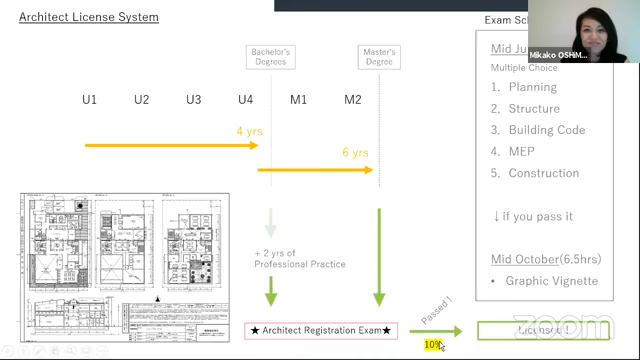 Architect License System
Exam Sch
Mikako OSHiM...
Bachelor's
Degrees
Master's
Degree
U1 U2 U3 U4 M1 M2
4 yrs
6 yrs
+ 2 yrs of
Professional Practice
★ Architect Registration Exam★
Passed !
10%
Licensed !
Mid Ju
Multiple Choice
1. Planning
2. Structure
3. Building Code
4. MEP
5. Construction
↓if you pass it
Mid October(6.5hrs)
• Graphic Vignette
zoom